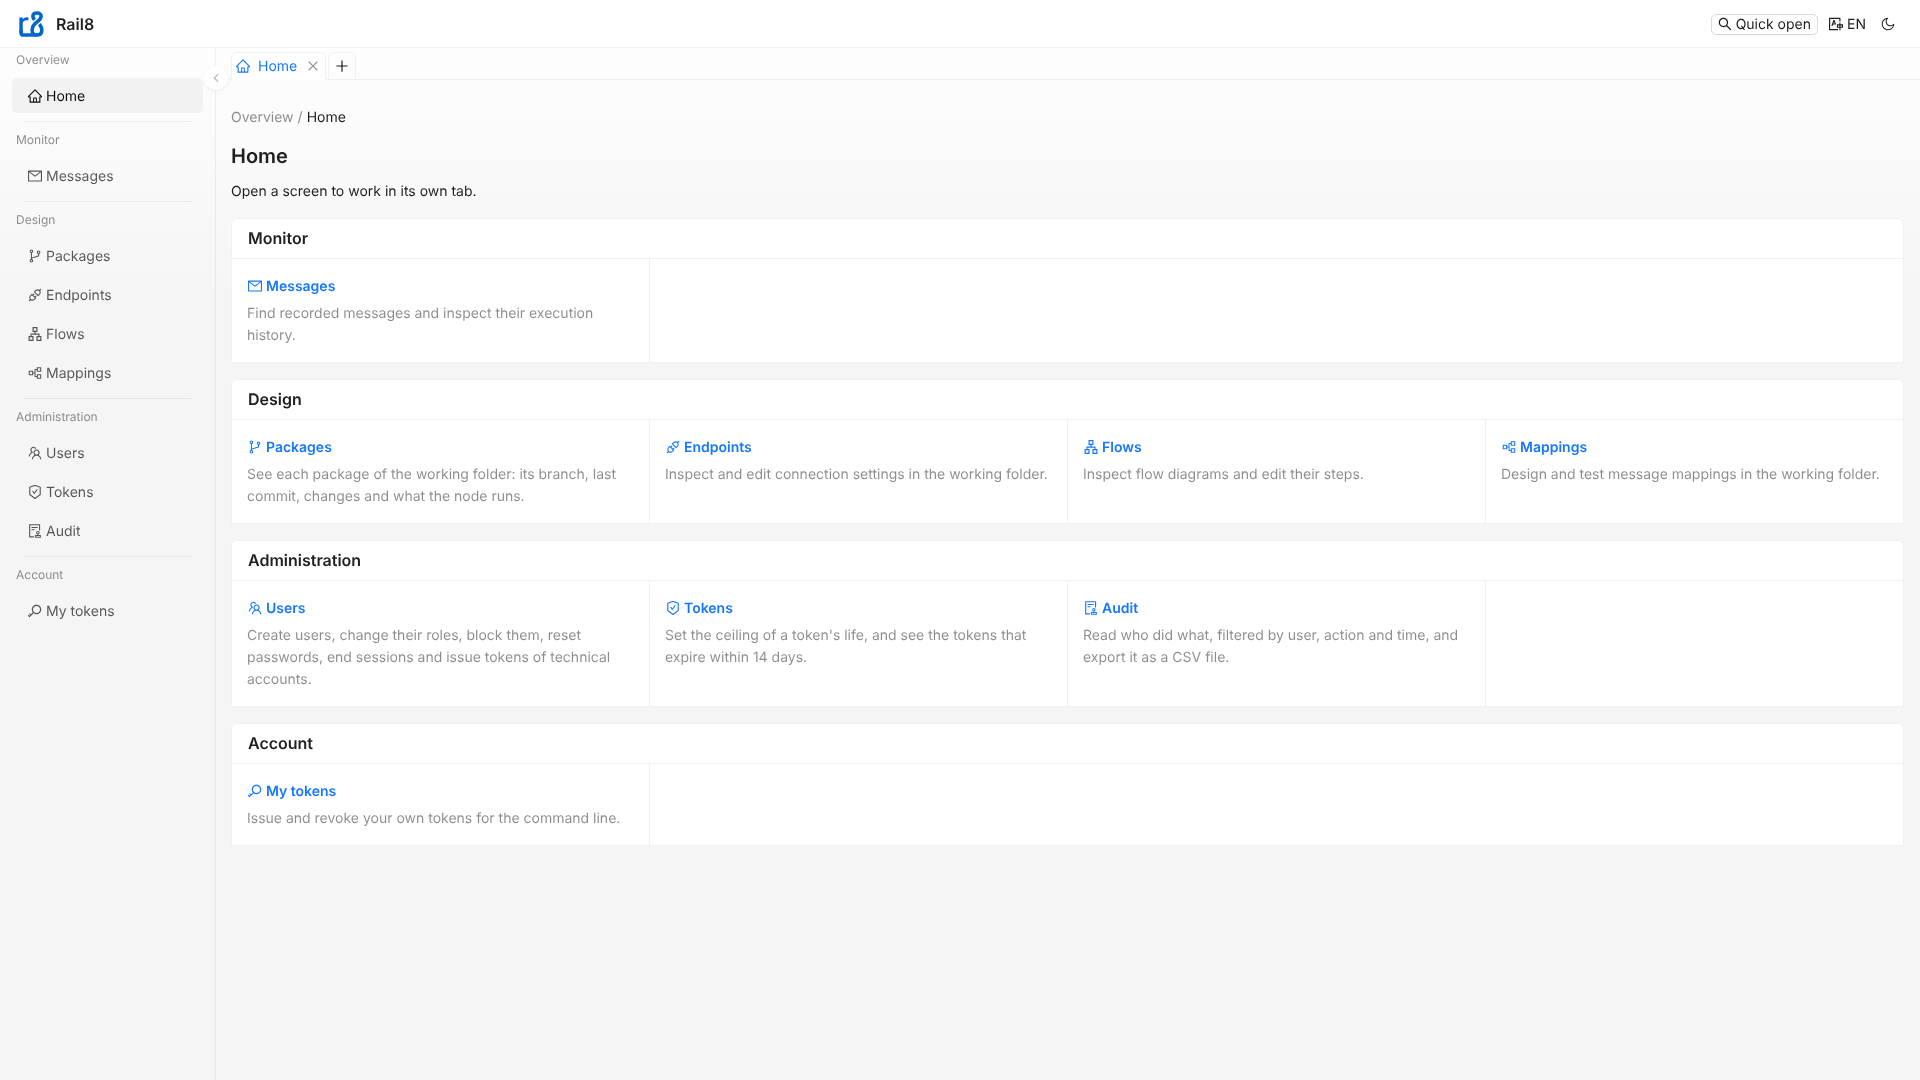 r8 Rail8
Quick open
EN
Overview
Home
Monitor
Messages
Design
Packages
Endpoints
Flows
Mappings
Administration
Users
Tokens
Audit
Account
My tokens
Home
Overview / Home
Home
Open a screen to work in its own tab.
Monitor
Messages
Find recorded messages and inspect their execution
history.
Design
Packages
See each package of the working folder: its branch, last
commit, changes and what the node runs.
Endpoints
Inspect and edit connection settings in the working folder.
Flows
Inspect flow diagrams and edit their steps.
Mappings
Design and test message mappings in the working folder.
Administration
Users
Create users, change their roles, block them, reset
passwords, end sessions and issue tokens of technical
accounts.
Tokens
Set the ceiling of a token's life, and see the tokens that
expire within 14 days.
Audit
Read who did what, filtered by user, action and time, and
export it as a CSV file.
Account
My tokens
Issue and revoke your own tokens for the command line.